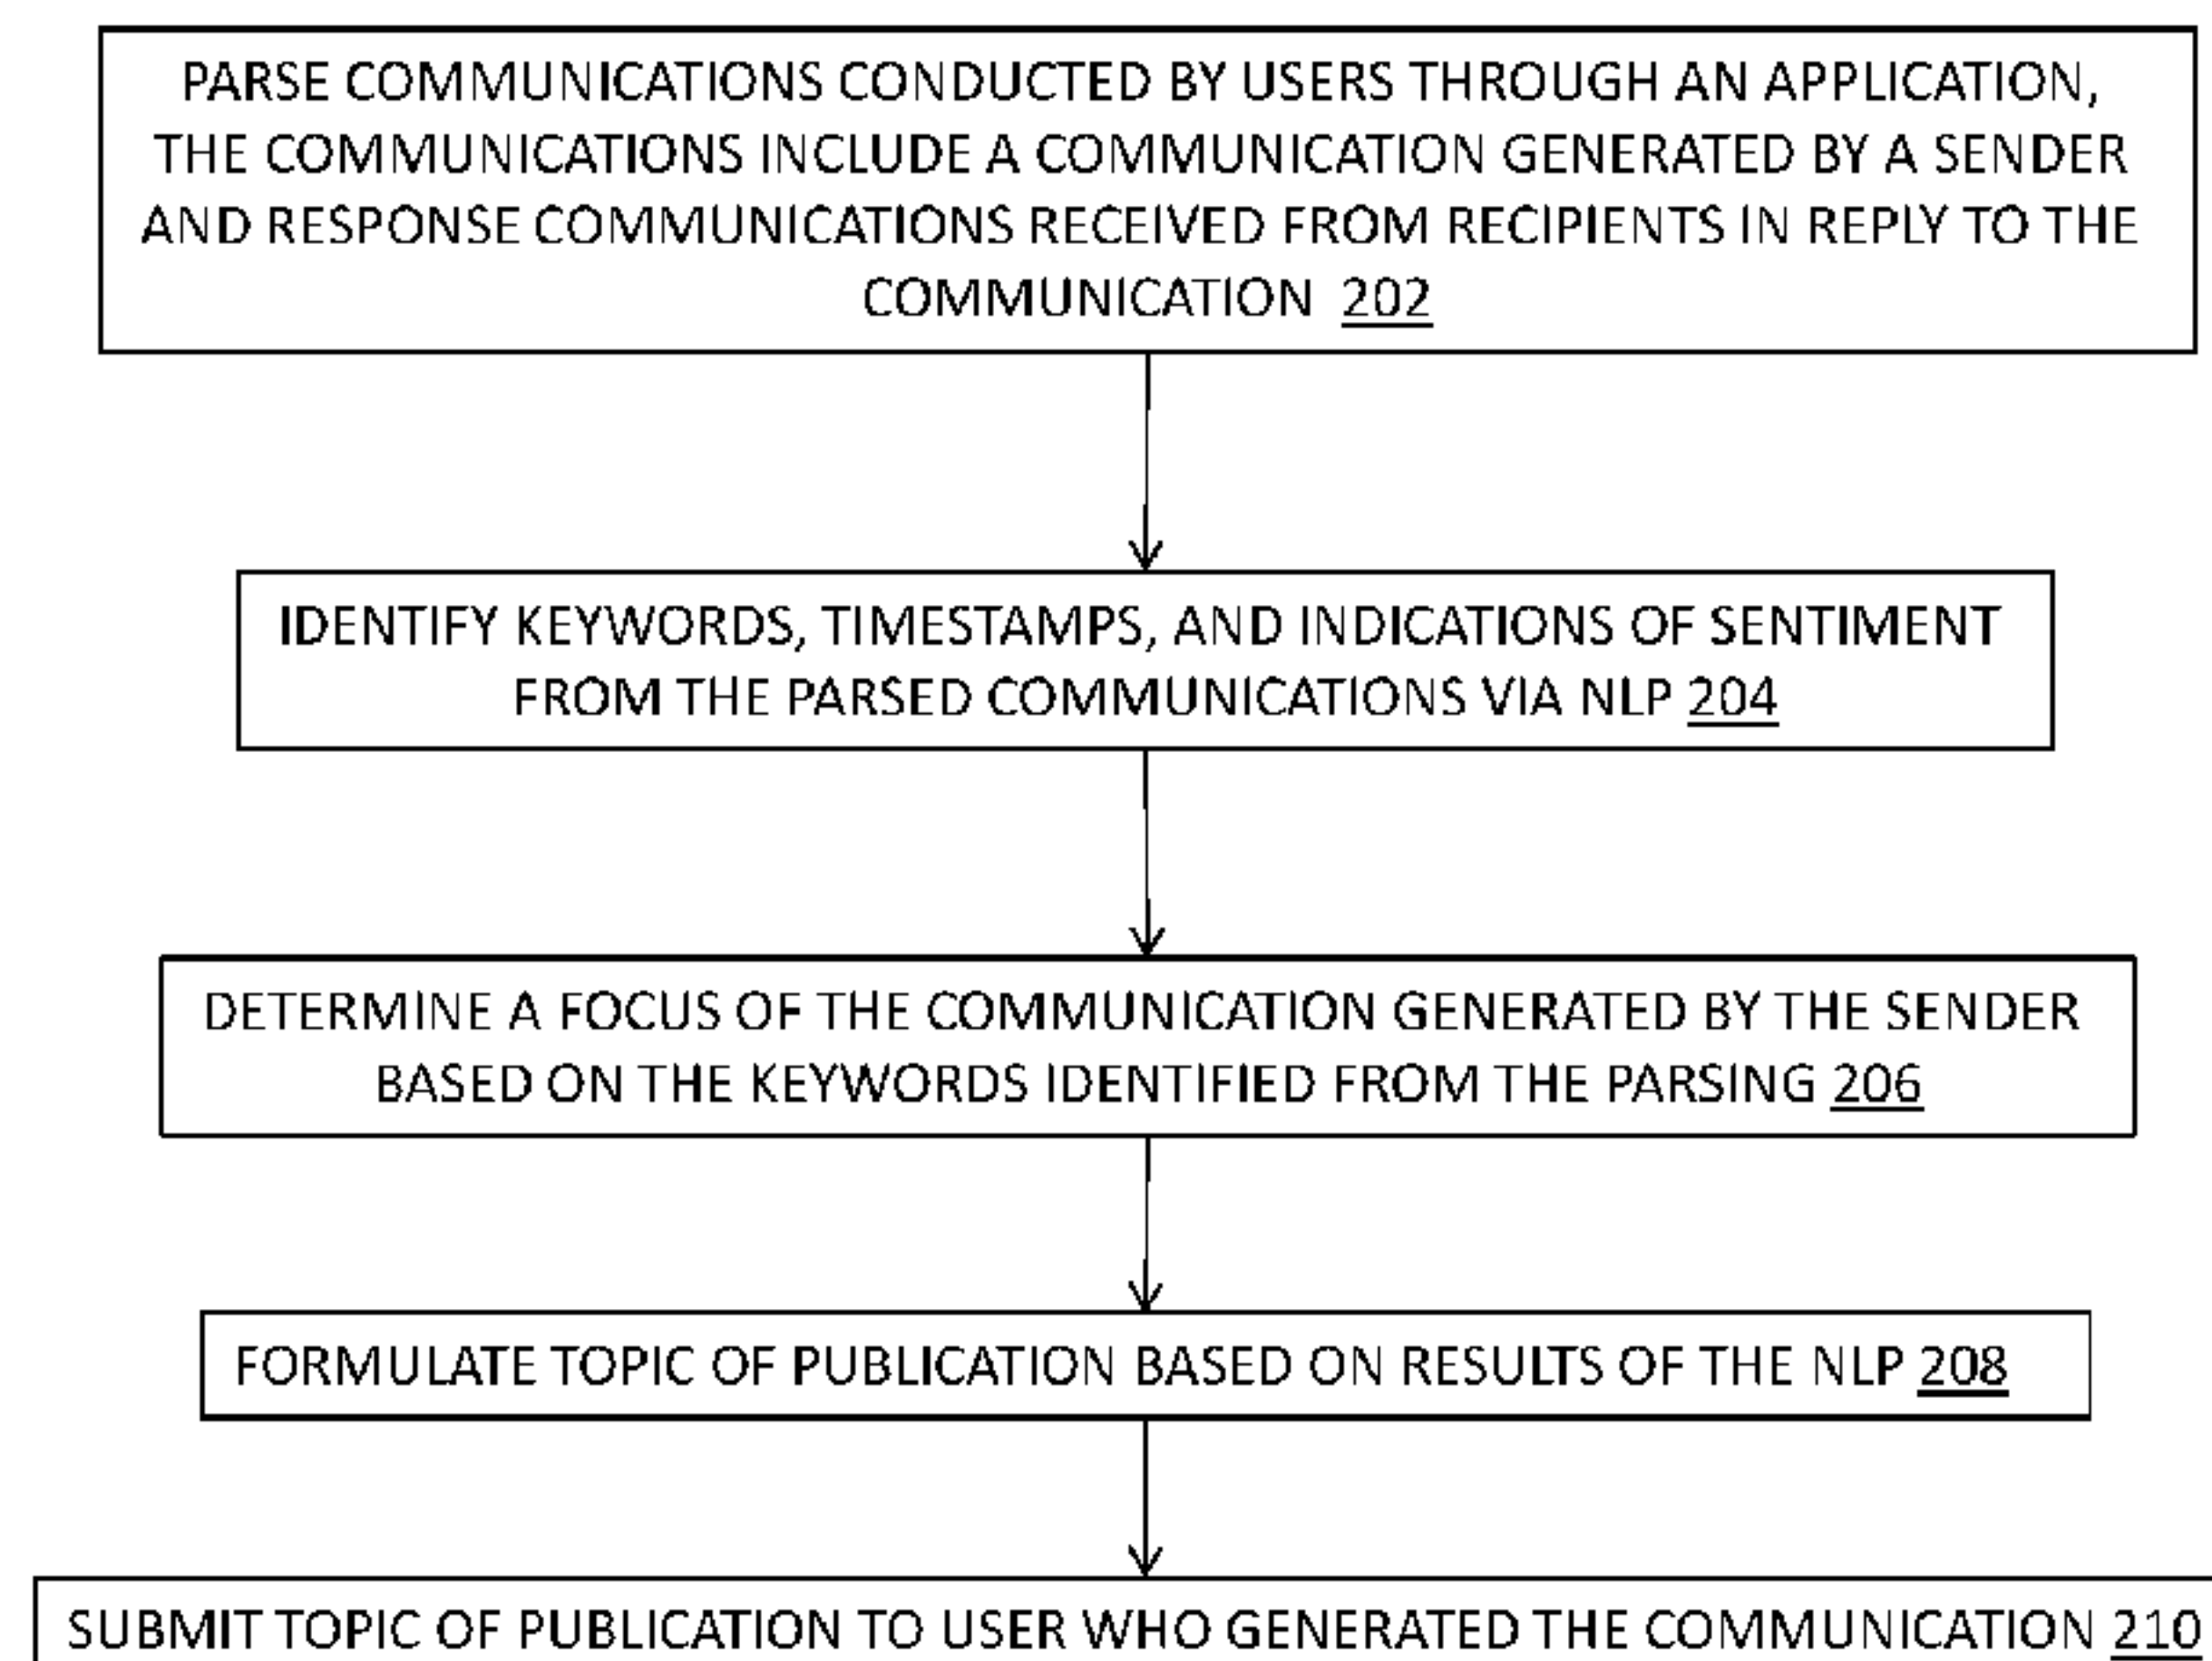 PARSE COMMUNICATIONS CONDUCTED BY USERS THROUGH AN APPLICATION,
THE COMMUNICATIONS INCLUDE A COMMUNICATION GENERATED BY A SENDER
AND RESPONSE COMMUNICATIONS RECEIVED FROM RECIPIENTS IN REPLY TO THE
COMMUNICATION 202
IDENTIFY KEYWORDS, TIMESTAMPS, AND INDICATIONS OF SENTIMENT
FROM THE PARSED COMMUNICATIONS VIA NLP 204
DETERMINE A FOCUS OF THE COMMUNICATION GENERATED BY THE SENDER
BASED ON THE KEYWORDS IDENTIFIED FROM THE PARSING 206
FORMULATE TOPIC OF PUBLICATION BASED ON RESULTS OF THE NLP 208
SUBMIT TOPIC OF PUBLICATION TO USER WHO GENERATED THE COMMUNICATION 210